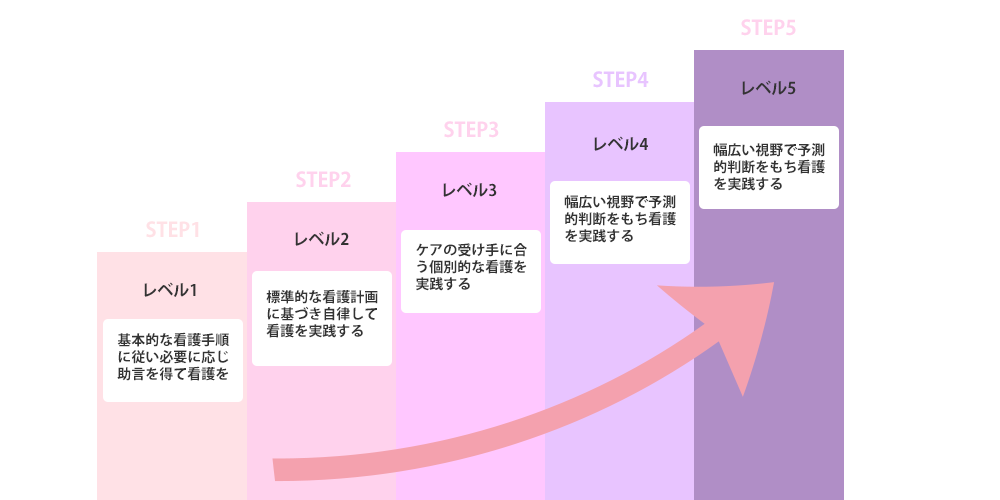 STEP1
レベル1
基本的な看護手順
に従い必要に応じ
助言を得て看護を
STEP2
レベル2
標準的な看護計画
に基づき自律して
看護を実践する
STEP3
レベル3
ケアの受け手に合
う個別的な看護を
実践する
STEP4
レベル4
幅広い視野で予測
的判断をもち看護
を実践する
STEP5
レベル5
幅広い視野で予測
的判断をもち看護
を実践する